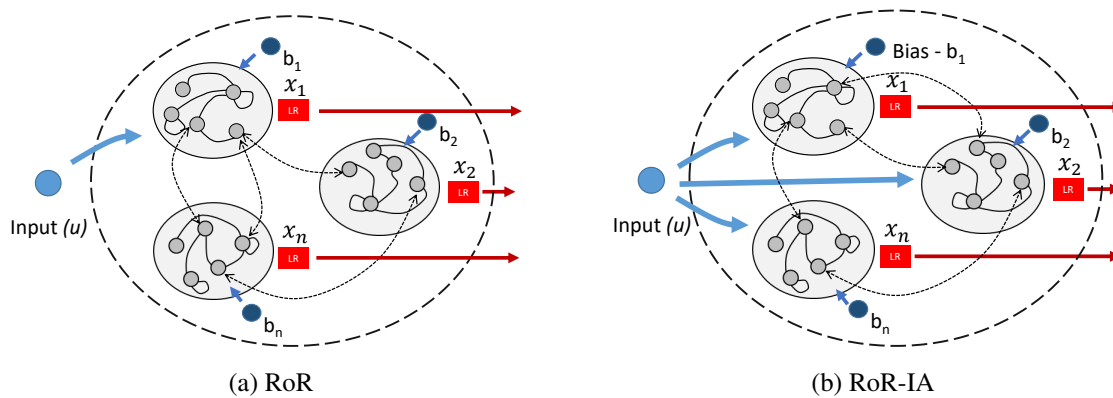 b₁
x₁
LR
b₂
x₂
LR
Input (u)
xₙ
LR
bₙ
(a) RoR
Bias - b₁
x₁
LR
b₂
x₂
LR
Input (u)
xₙ
LR
bₙ
(b) RoR-IA